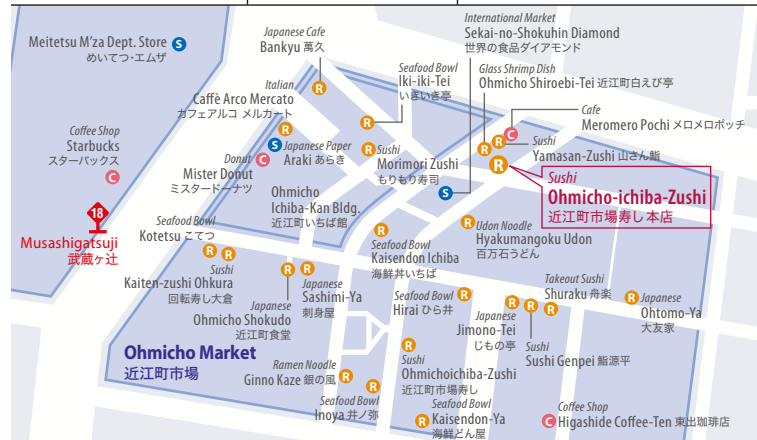 International Market
Sekai-no-Shokuhin Diamond
世界の食品ダイアモンド
Meitetsu M'za Dept. Store S
めいてつ・エムザ
Japanese Cafe
Bankyu 萬久
R
Seafood Bowl
Iki-iki-Tei
いきいき亭
R
Glass Shrimp Dish
Ohmicho Shiroebi-Tei 近江町白えび亭
R
Italian
Caffè Arco Mercato
カフェアルコ メルカート
R
Cafe
Meromero Pochi メロメロポッチ
C
Coffee Shop
Starbucks
スターバックス
C
S Japanese Paper
Araki あらき
Donut
Mister Donut
ミスタードーナツ
C
R Sushi
Morimori Zushi
もりもり寿司
R Sushi
Yamasan-Zushi 山さん鮨
R
Sushi
Ohmicho-ichiba-Zushi
近江町市場寿し 本店
S
Ohmicho
Ichiba-Kan Bldg.
近江町いちば館
18
Musashigatsuji
武蔵ヶ辻
Seafood Bowl
Kotetsu こてつ
R R
Sushi
Kaiten-zushi Ohkura
回転寿し大倉
R
Seafood Bowl
Kaisendon Ichiba
海鮮丼いちば
R Udon Noodle
Hyakumangoku Udon
百万石うどん
R R
Japanese
Sashimi-Ya
刺身屋
Japanese
Ohmicho Shokudo
近江町食堂
Seafood Bowl
Hirai ひら井
R
Takeout Sushi
Shuraku 舟楽
R R R
Japanese
Jimono-Tei
じもの亭
Sushi
Sushi Genpei 鮨源平
R Japanese
Ohtomo-Ya
大友家
Ohmicho Market
近江町市場
R
Sushi
Ohmichoichiba-Zushi
近江町市場寿し
Ramen Noodle
Ginno Kaze 銀の風
R
R
Seafood Bowl
Inoya 井ノ弥
R Seafood Bowl
Kaisendon-Ya
海鮮どん屋
C Coffee Shop
Higashide Coffee-Ten 東出珈琲店